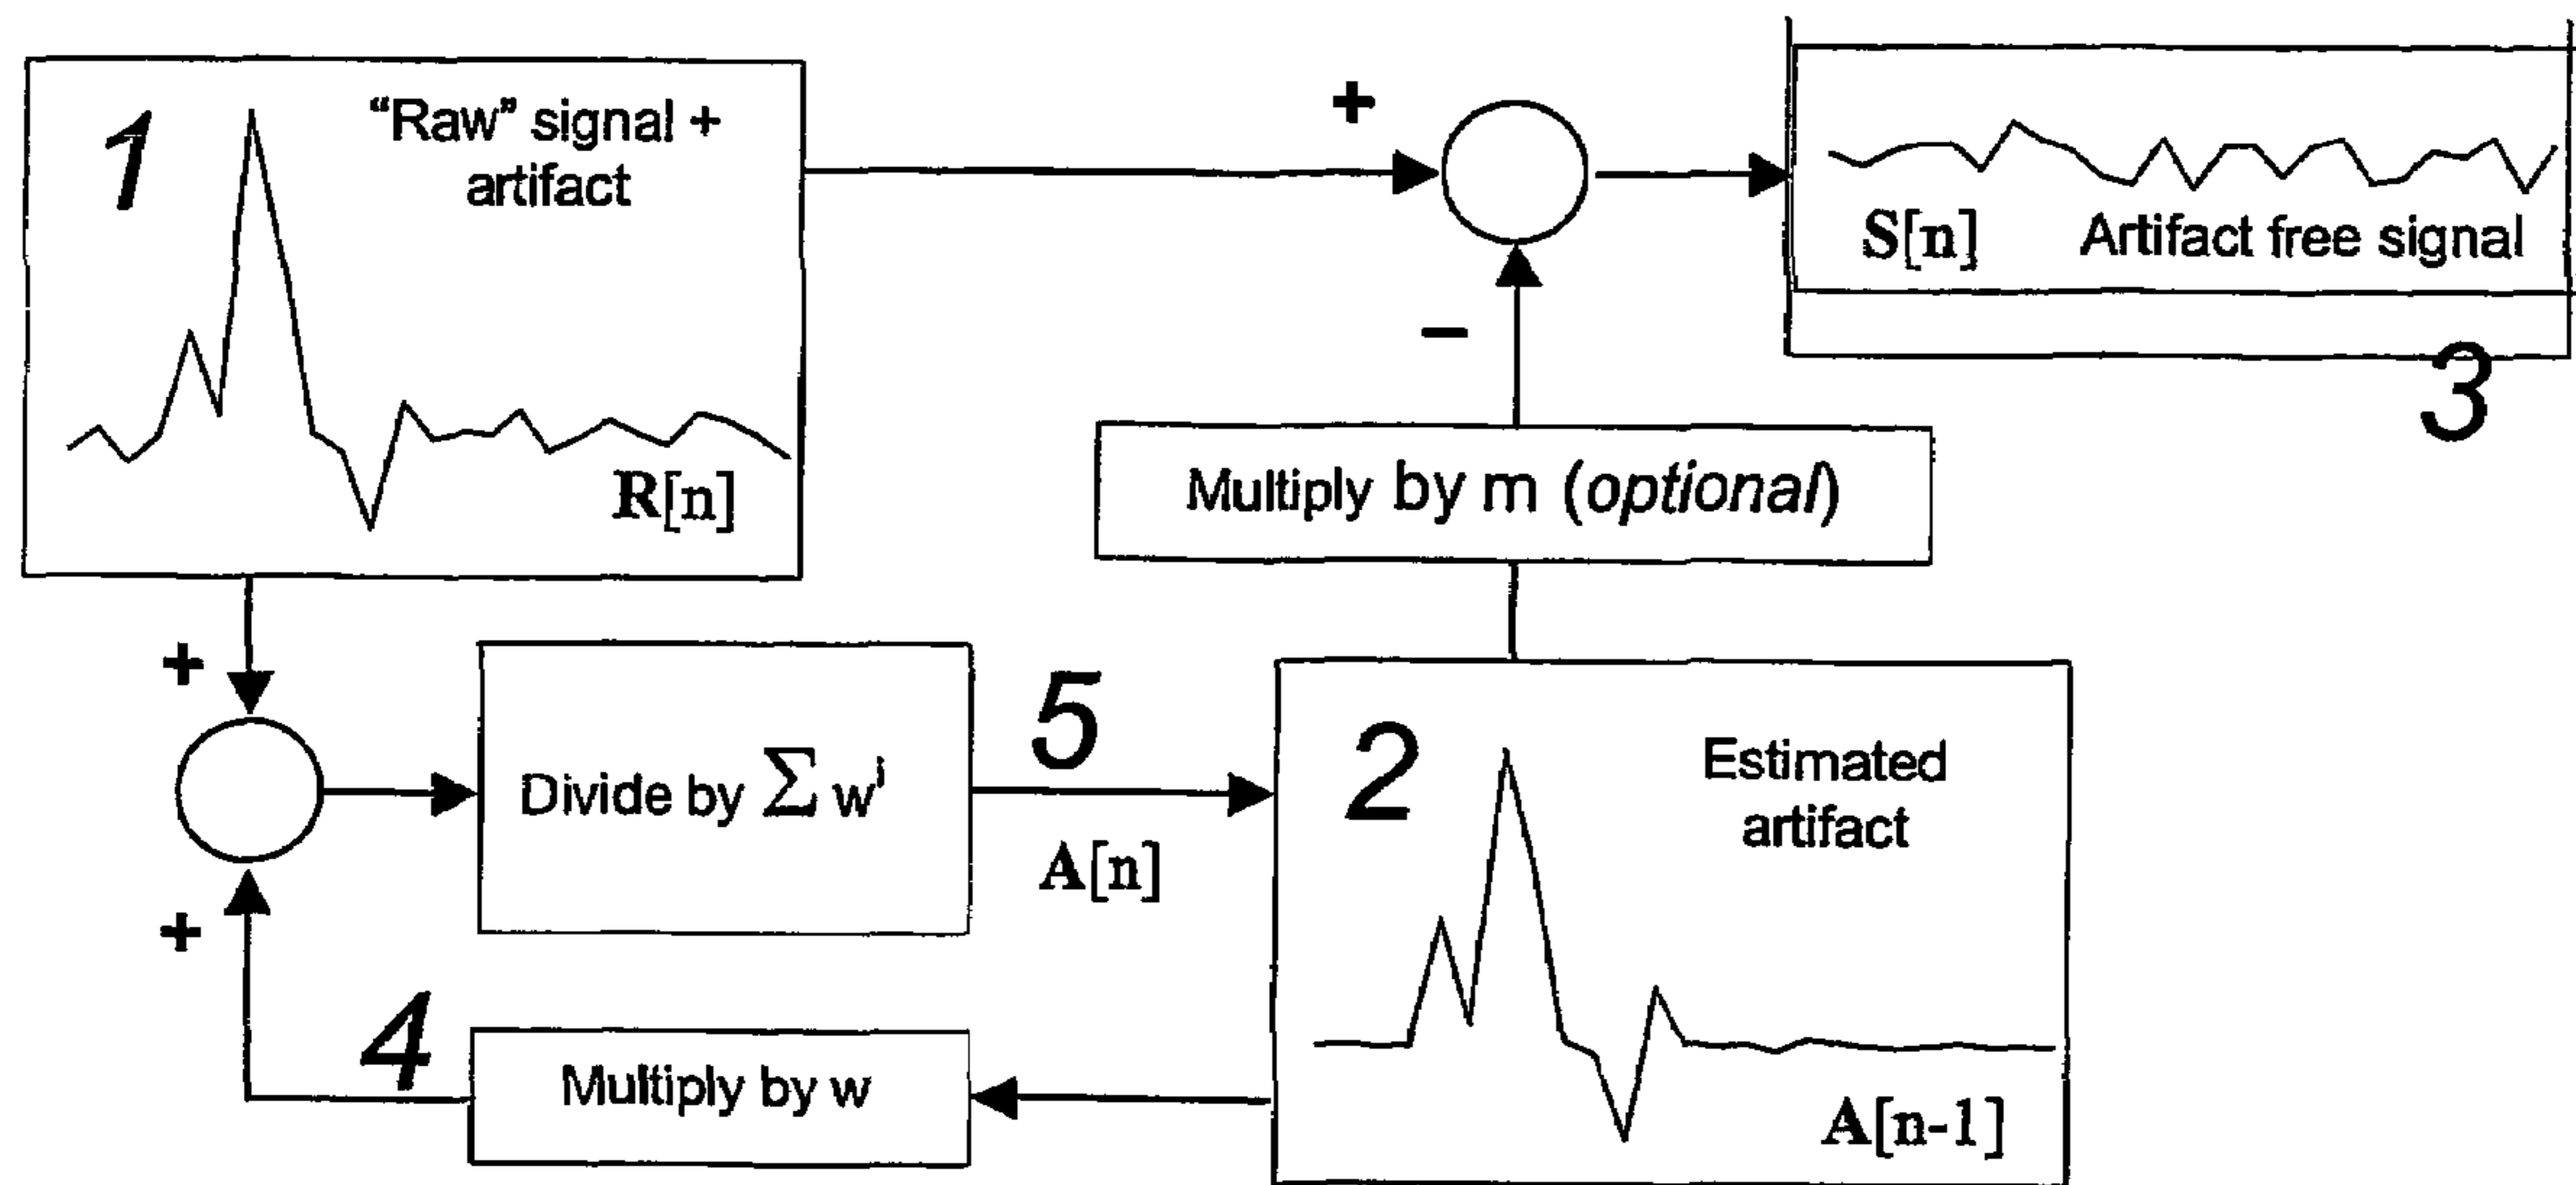 1
“Raw” signal +
artifact
R[n]
+
S[n] Artifact free signal
3
−
Multiply by m (optional)
+
Divide by ∑ wⁱ
5
A[n]
2
Estimated
artifact
A[n-1]
+
4
Multiply by w